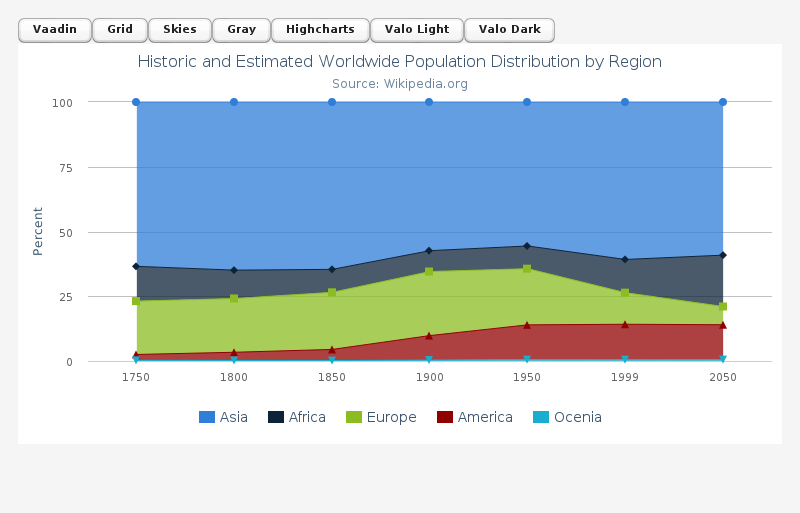 Vaadin Grid Skies Gray Highcharts Valo Light Valo Dark
Historic and Estimated Worldwide Population Distribution by Region
Source: Wikipedia.org
100
75
50
25
0
Percent
1750 1800 1850 1900 1950 1999 2050
Asia Africa Europe America Ocenia